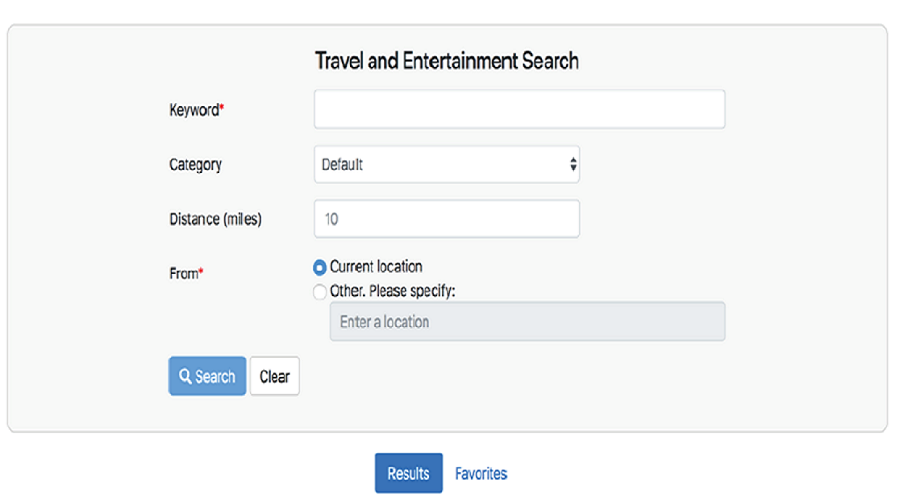 Travel and Entertainment Search
Keyword*
Category Default
Distance (miles) 10
From* Current location
Other. Please specify:
Enter a location
Search Clear
Results Favorites